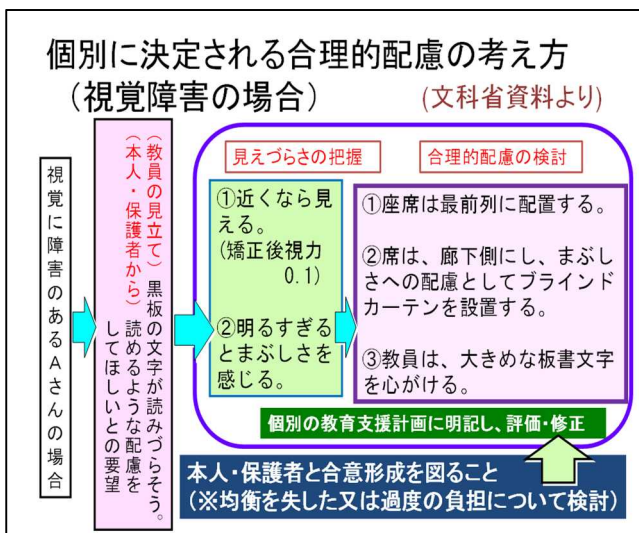 個別に決定される合理的配慮の考え方
(視覚障害の場合)
(文科省資料より)
視覚に障害のあるAさんの場合
(教員の見立て) 黒板の文字が読みづらそう。
(本人・保護者から) 読めるような配慮を
してほしいとの要望
見えづらさの把握
①近くなら見
える。
(矯正後視力
0.1)
②明るすぎる
とまぶしさを
感じる。
合理的配慮の検討
①座席は最前列に配置する。
②席は、廊下側にし、まぶし
さへの配慮としてブラインド
カーテンを設置する。
③教員は、大きめな板書文字
を心がける。
個別の教育支援計画に明記し、評価・修正
本人・保護者と合意形成を図ること
(※均衡を失した又は過度の負担について検討)